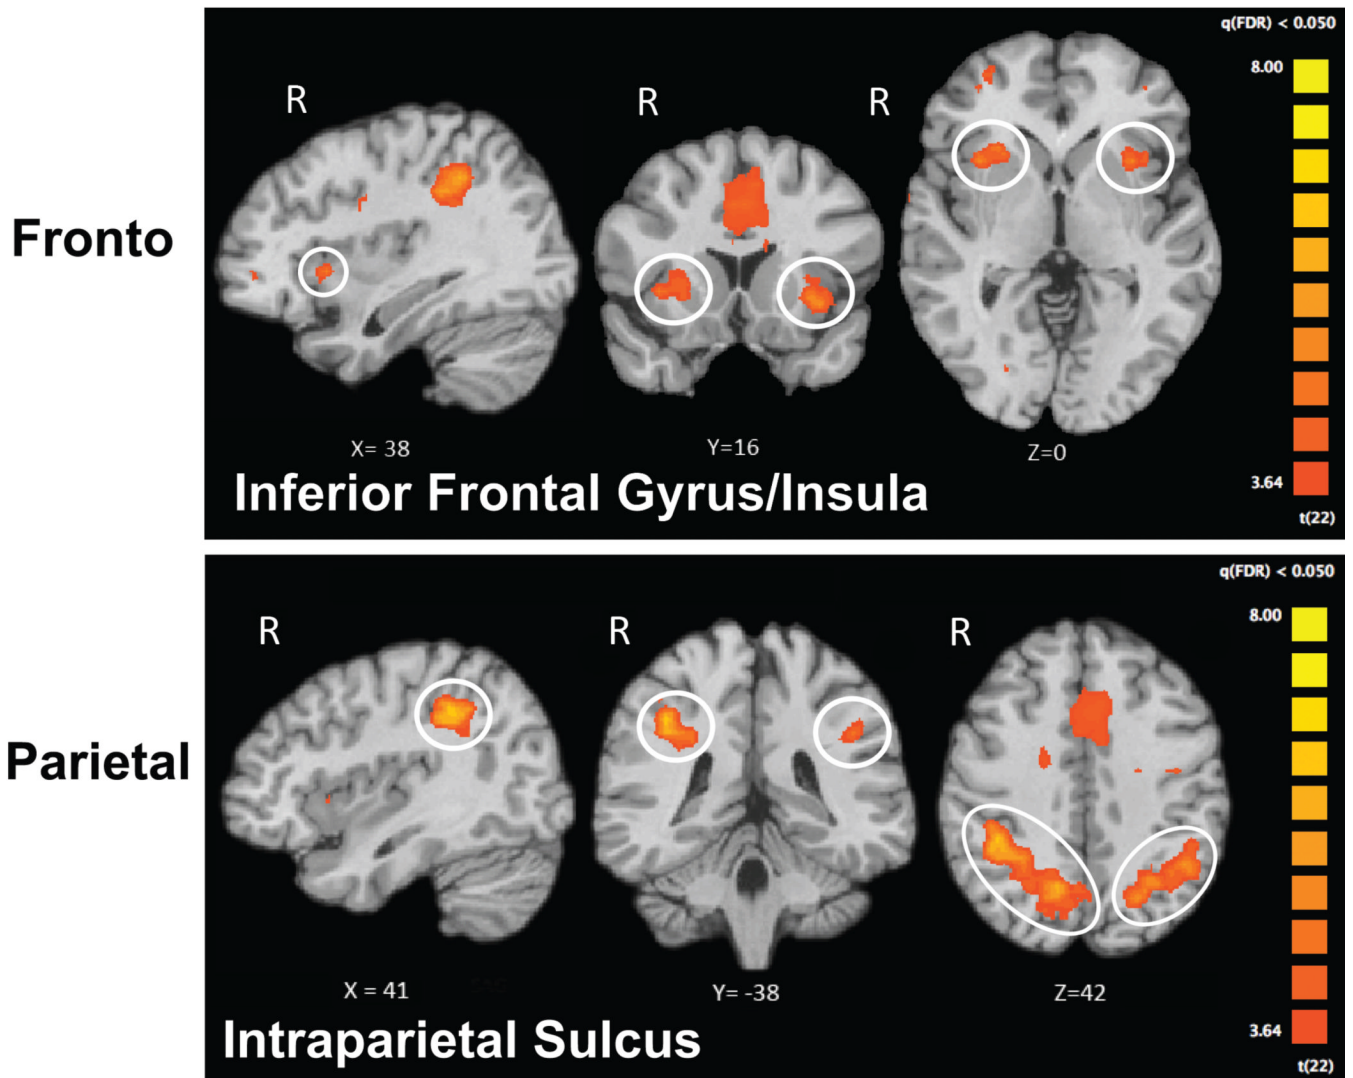 q(FDR) < 0.050
8.00
R
R
R
Fronto
X= 38
Y=16
Z=0
3.64
Inferior Frontal Gyrus/Insula
t(22)
q(FDR) < 0.050
8.00
R
R
R
Parietal
X = 41
Y= -38
Z=42
3.64
Intraparietal Sulcus
t(22)